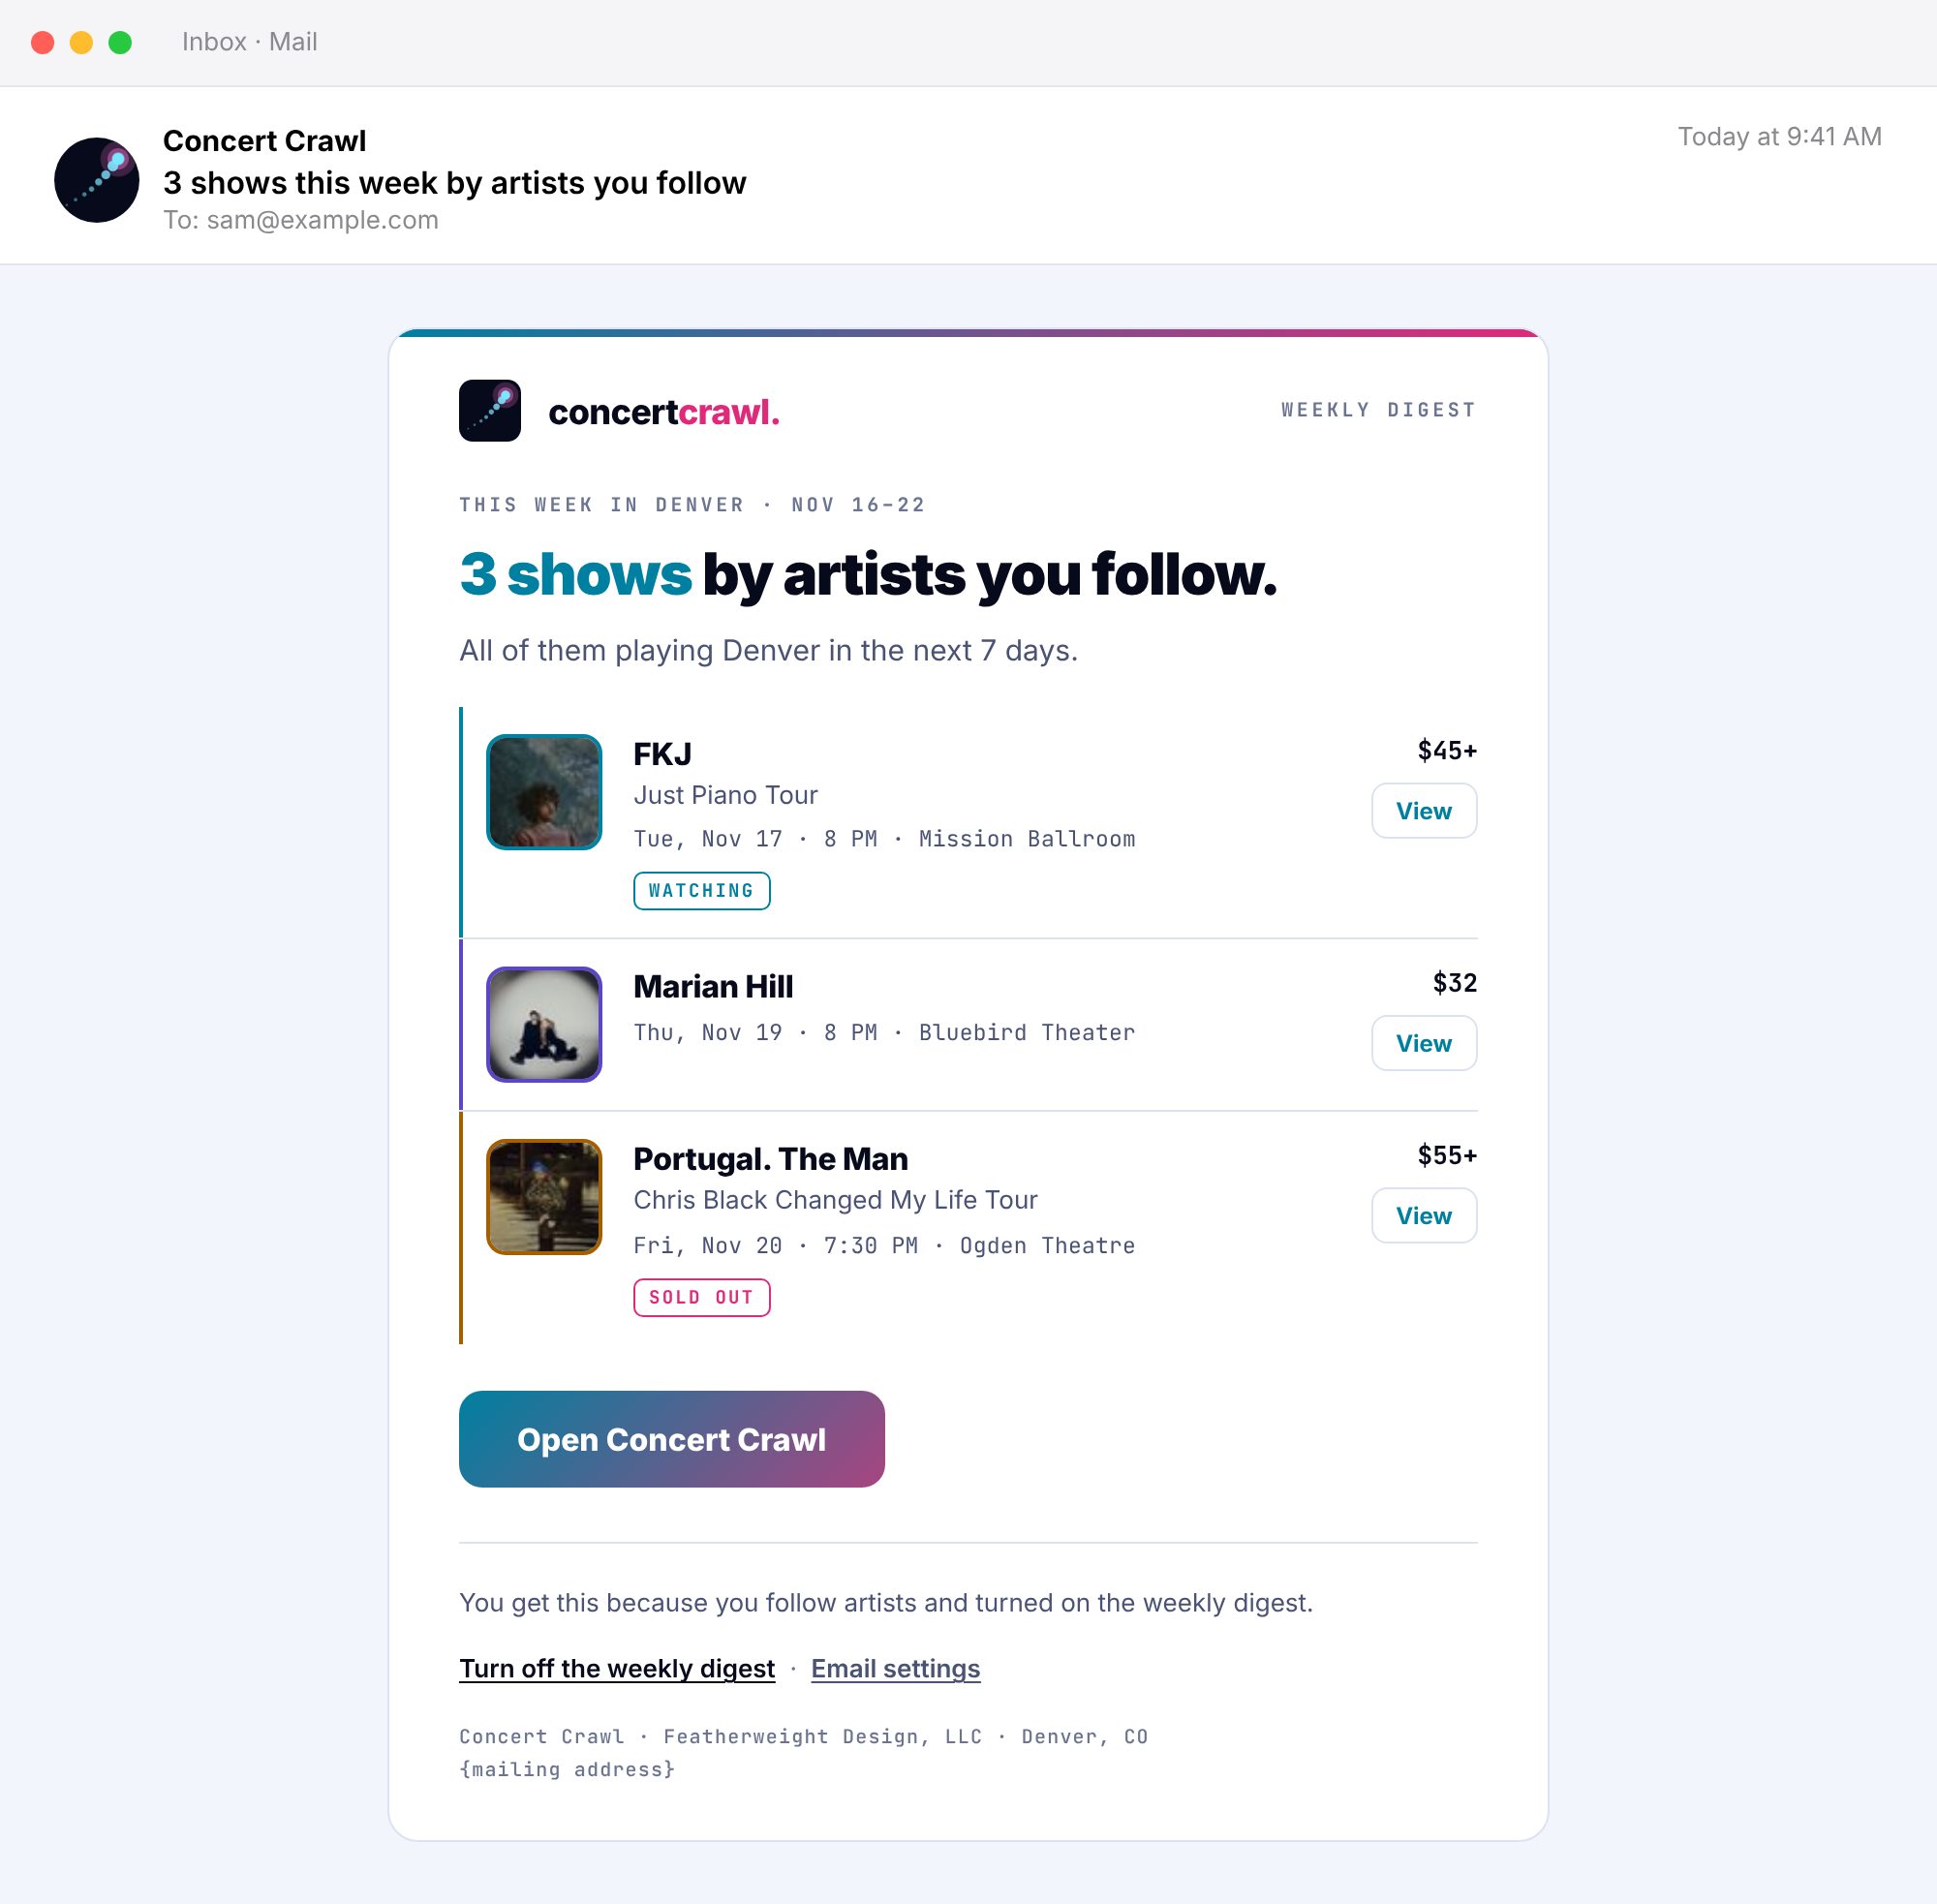 Inbox · Mail
Concert Crawl
Today at 9:41 AM
3 shows this week by artists you follow
To: sam@example.com
concertcrawl.
WEEKLY DIGEST
THIS WEEK IN DENVER · NOV 16–22
3 shows by artists you follow.
All of them playing Denver in the next 7 days.
FKJ
$45+
Just Piano Tour
View
Tue, Nov 17 · 8 PM · Mission Ballroom
WATCHING
Marian Hill
$32
Thu, Nov 19 · 8 PM · Bluebird Theater
View
Portugal. The Man
$55+
Chris Black Changed My Life Tour
View
Fri, Nov 20 · 7:30 PM · Ogden Theatre
SOLD OUT
Open Concert Crawl
You get this because you follow artists and turned on the weekly digest.
Turn off the weekly digest · Email settings
Concert Crawl · Featherweight Design, LLC · Denver, CO
{mailing address}